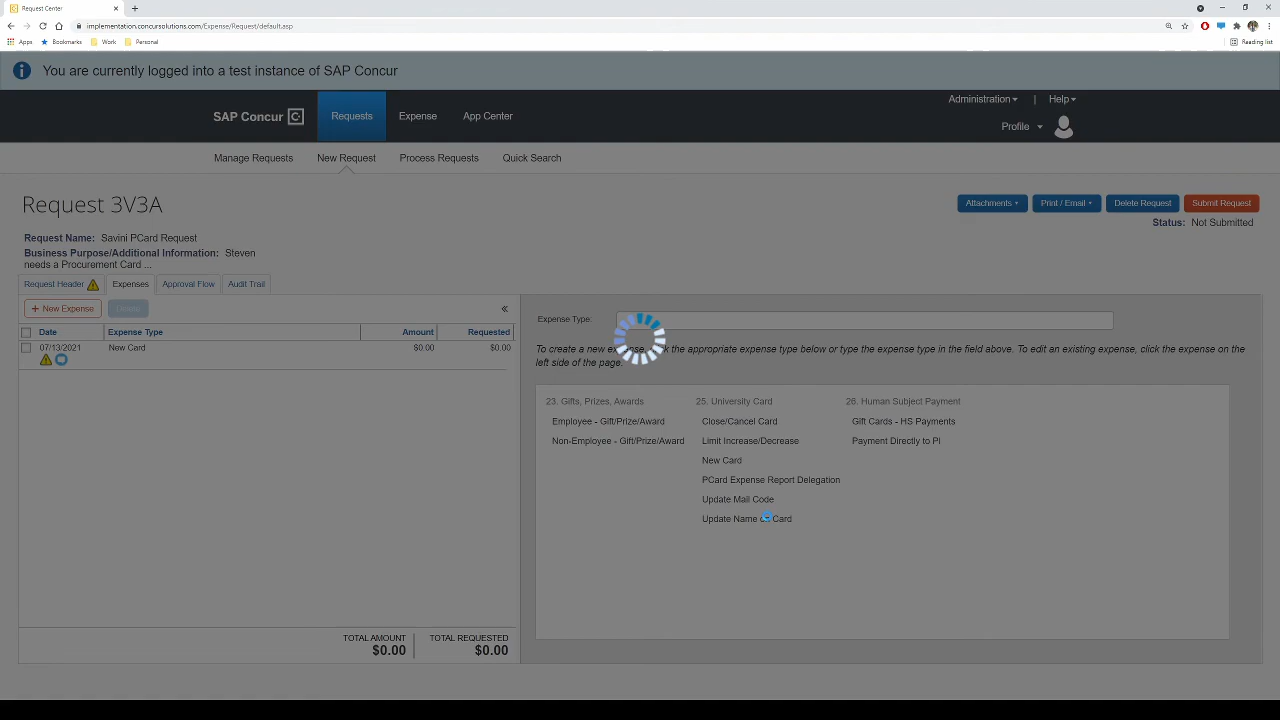 Request Center
implementation.concursolutions.com/Expense/Request/default.asp
Apps Bookmarks Work Personal Reading list
You are currently logged into a test instance of SAP Concur
Administration | Help
SAP Concur C Requests Expense App Center
Profile
Manage Requests New Request Process Requests Quick Search
Request 3V3A
Attachments Print / Email Delete Request Submit Request
Status: Not Submitted
Request Name: Savini PCard Request
Business Purpose/Additional Information: Steven
needs a Procurement Card ...
Request Header Expenses Approval Flow Audit Trail
+ New Expense Delete «
Date Expense Type Amount Requested
07/13/2021 New Card $0.00 $0.00
TOTAL AMOUNT TOTAL REQUESTED
$0.00 $0.00
Expense Type:
To create a new expense, click the appropriate expense type below or type the expense type in the field above. To edit an existing expense, click the expense on the
left side of the page.
23. Gifts, Prizes, Awards 25. University Card 26. Human Subject Payment
Employee - Gift/Prize/Award Close/Cancel Card Gift Cards - HS Payments
Non-Employee - Gift/Prize/Award Limit Increase/Decrease Payment Directly to PI
New Card
PCard Expense Report Delegation
Update Mail Code
Update Name on Card